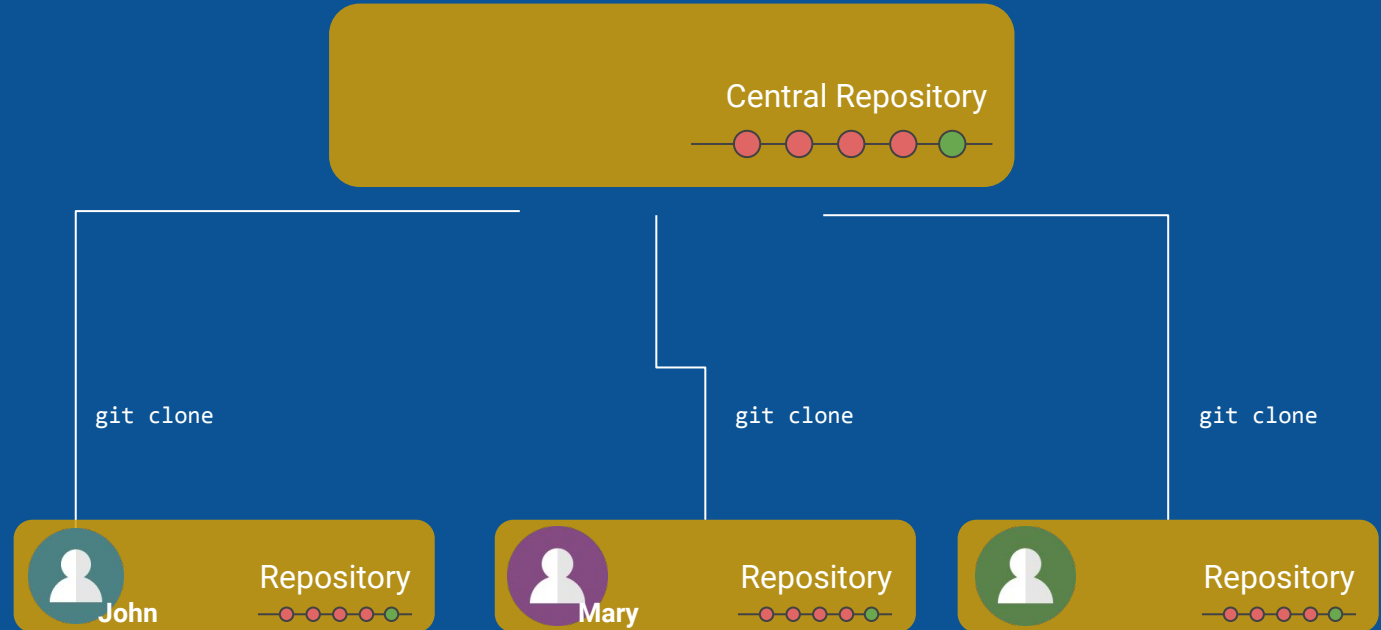 Central Repository
git clone
git clone
git clone
Repository
John
Repository
Mary
Repository